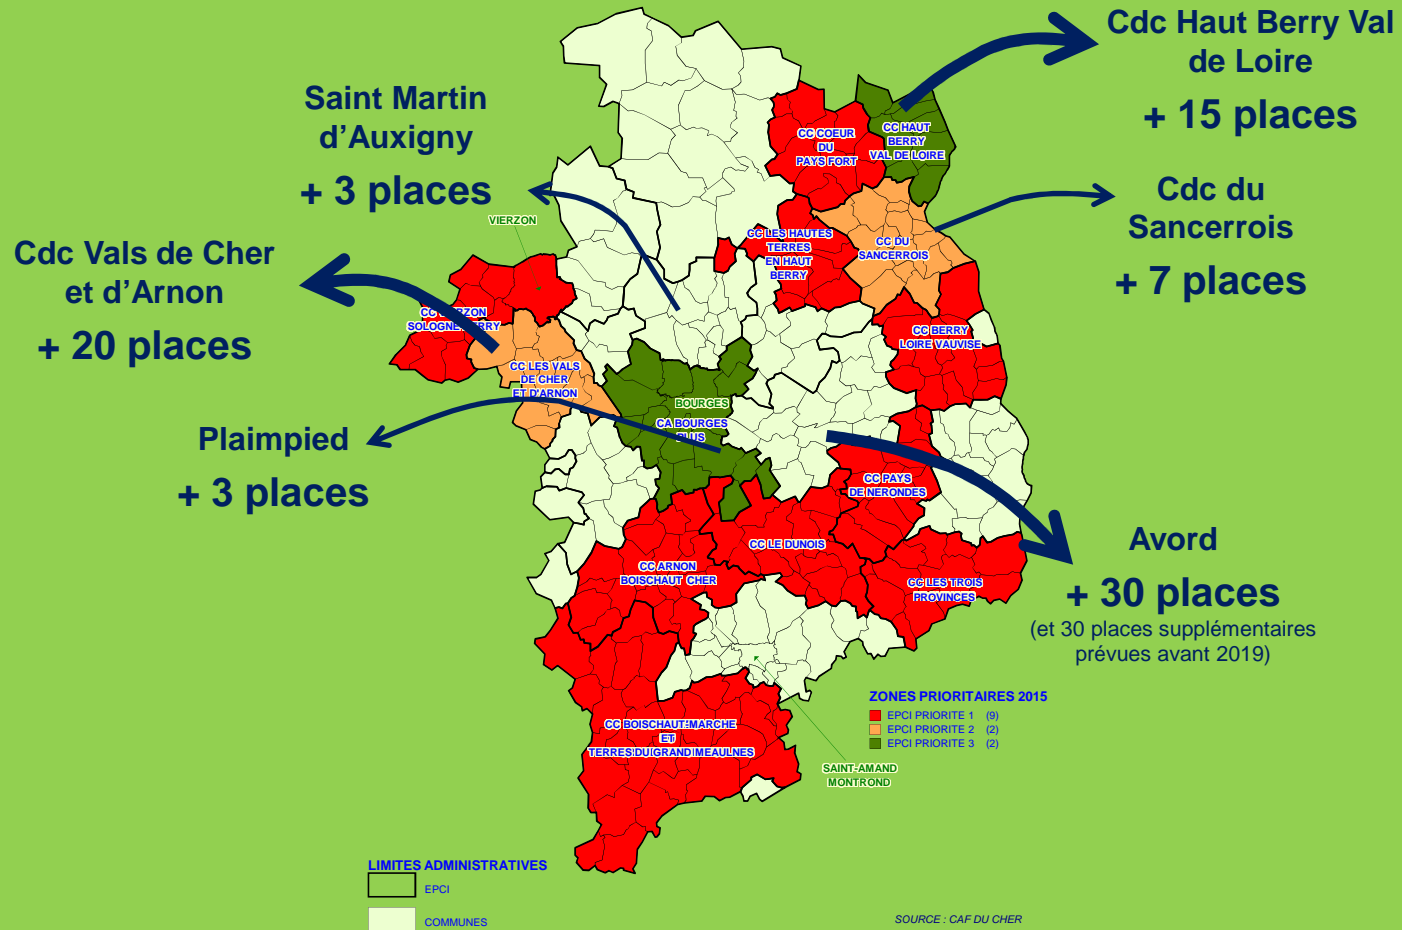 Cdc Haut Berry Val
de Loire
+ 15 places
Saint Martin
d'Auxigny
+ 3 places
CC COEUR
DU
PAYS FORT
CC HAUT
BERRY
VAL DE LOIRE
Cdc du
Sancerrois
+ 7 places
VIERZON
CC LES HAUTES
TERRES
EN HAUT
BERRY
CC DU
SANCERROIS
Cdc Vals de Cher
et d'Arnon
+ 20 places
CC BERRY
LOIRE VAUVISE
CC LES VALS
DE CHER
ET D'ARNON
BOURGES
CA BOURGES
PLUS
Plaimpied
+ 3 places
CC PAYS
DE NERONDES
CC LE DUNOIS
CC ARNON
BOISCHAUT CHER
CC LES TROIS
PROVINCES
Avord
+ 30 places
(et 30 places supplémentaires
prévues avant 2019)
CC BOISCHAUT-MARCHE
ET
TERRES DU GRAND MEAULNES
SAINT-AMAND
MONTROND
ZONES PRIORITAIRES 2015
EPCI PRIORITE 1 (9)
EPCI PRIORITE 2 (2)
EPCI PRIORITE 3 (2)
LIMITES ADMINISTRATIVES
EPCI
COMMUNES
SOURCE : CAF DU CHER